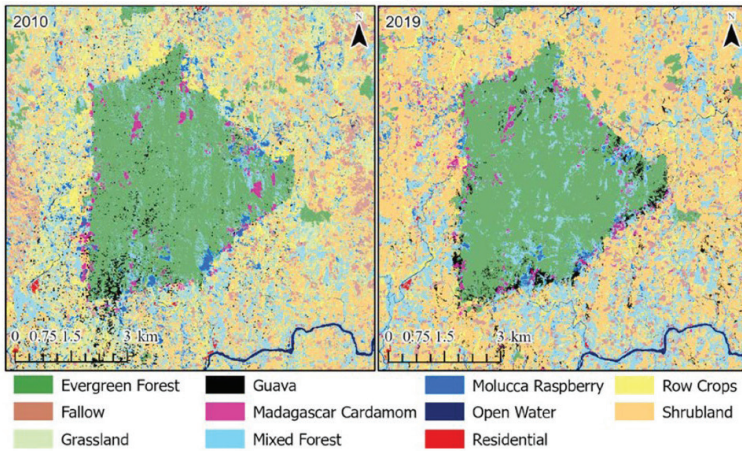 2010
N
2019
N
0 0.75 1.5 3 km
0 0.75 1.5 3 km
Evergreen Forest Guava Molucca Raspberry Row Crops
Fallow Madagascar Cardamom Open Water Shrubland
Grassland Mixed Forest Residential